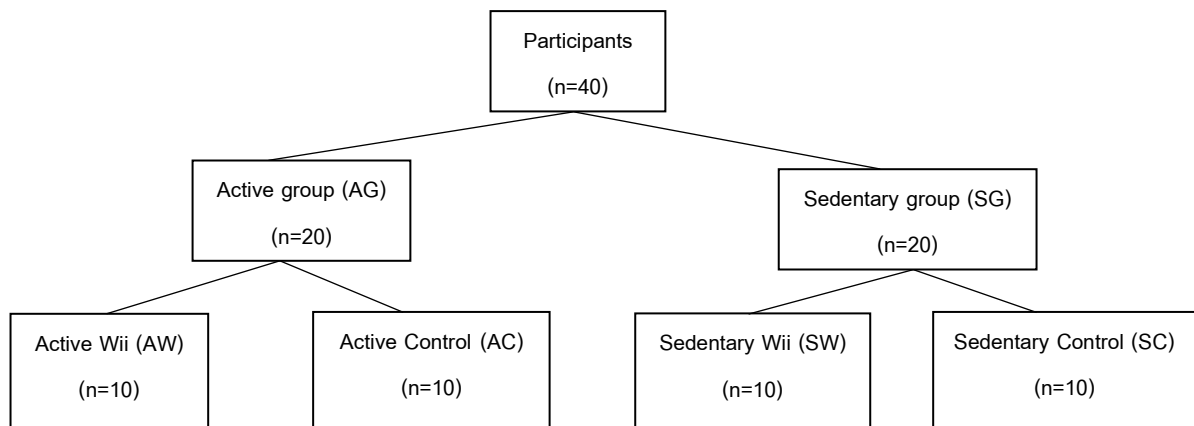 Participants
(n=40)
Active group (AG)
(n=20)
Sedentary group (SG)
(n=20)
Active Wii (AW)
(n=10)
Active Control (AC)
(n=10)
Sedentary Wii (SW)
(n=10)
Sedentary Control (SC)
(n=10)